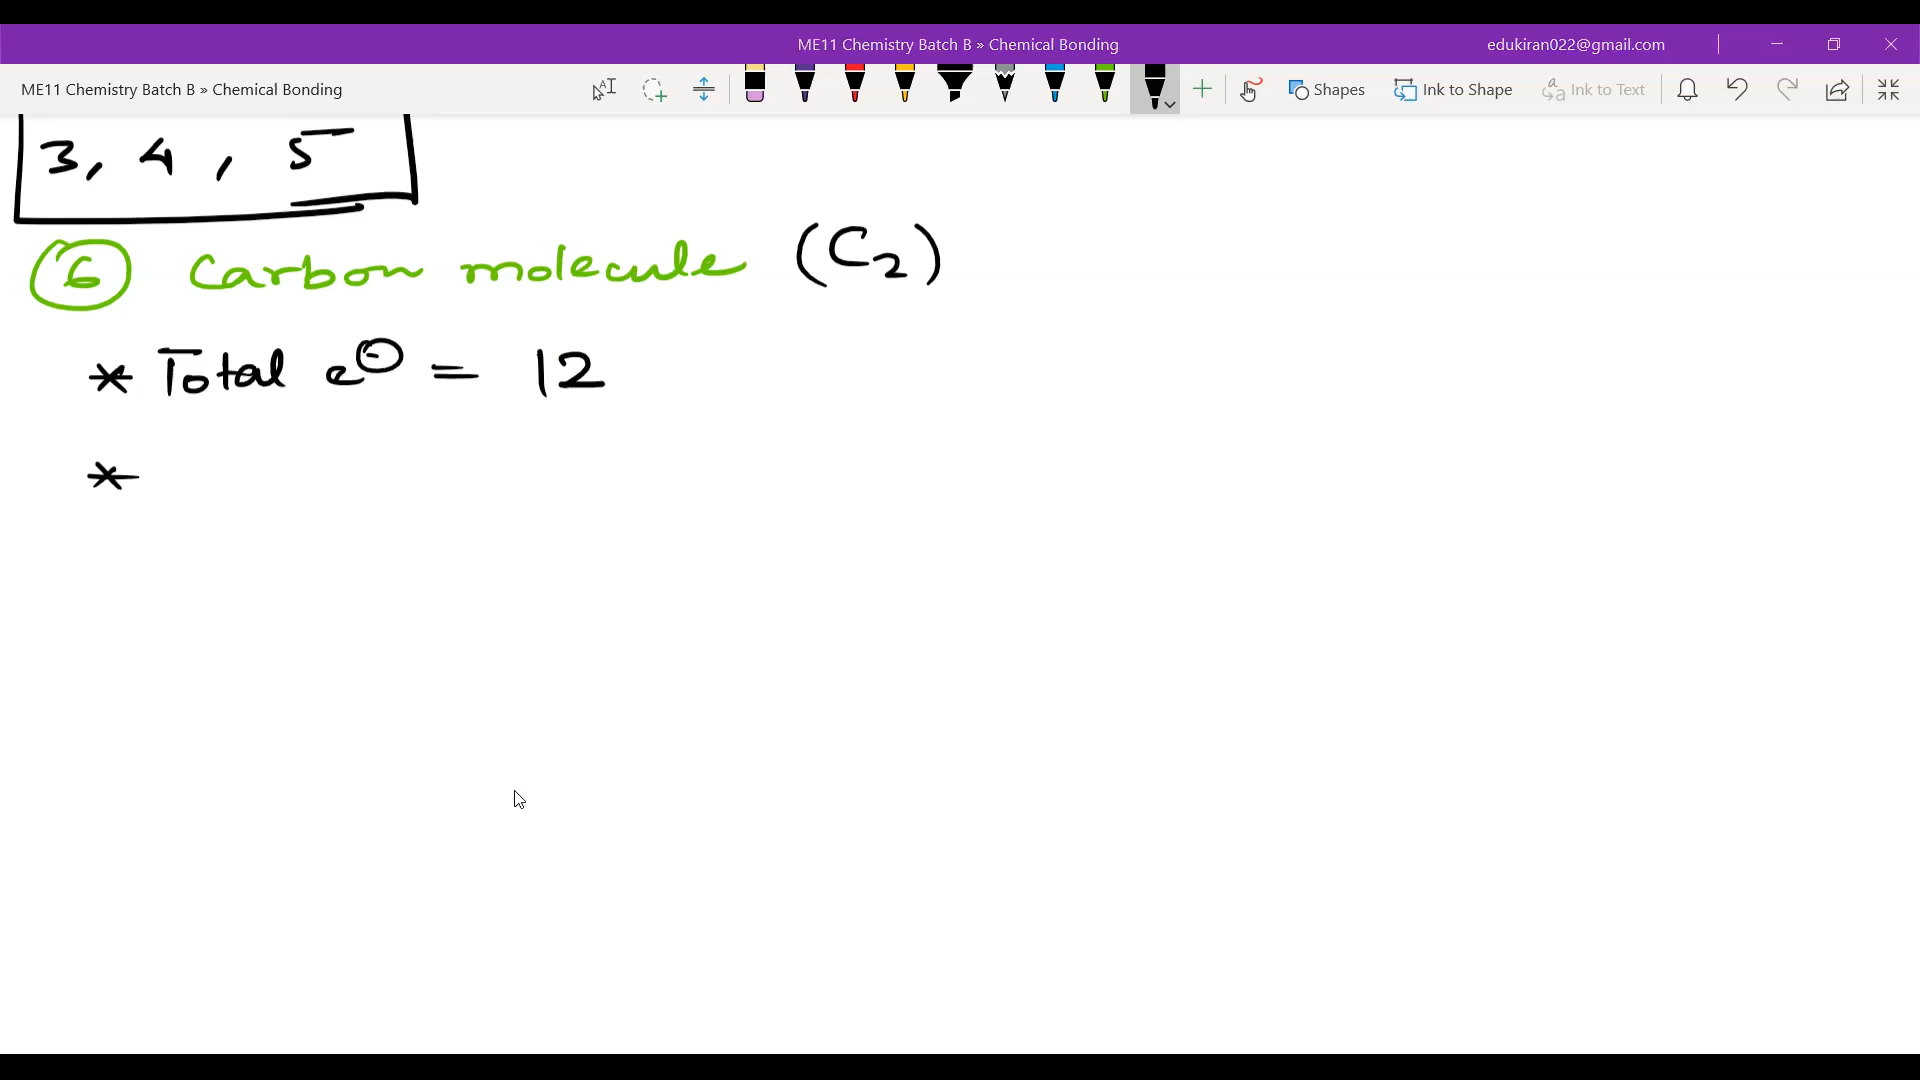 ME11 Chemistry Batch B » Chemical Bonding
edukiran022@gmail.com
ME11 Chemistry Batch B » Chemical Bonding
Shapes
Ink to Shape
Ink to Text
3, 4, 5
6 Carbon molecule (C₂)
* Total e⊖ = 12
*